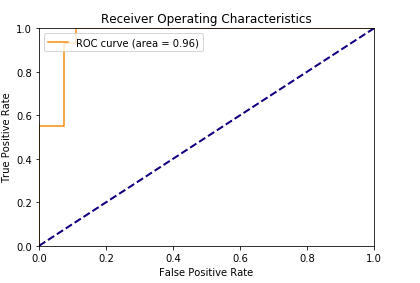 Receiver Operating Characteristics
ROC curve (area = 0.96)
True Positive Rate
1.0
0.8
0.6
0.4
0.2
0.0
0.0 0.2 0.4 0.6 0.8 1.0
False Positive Rate